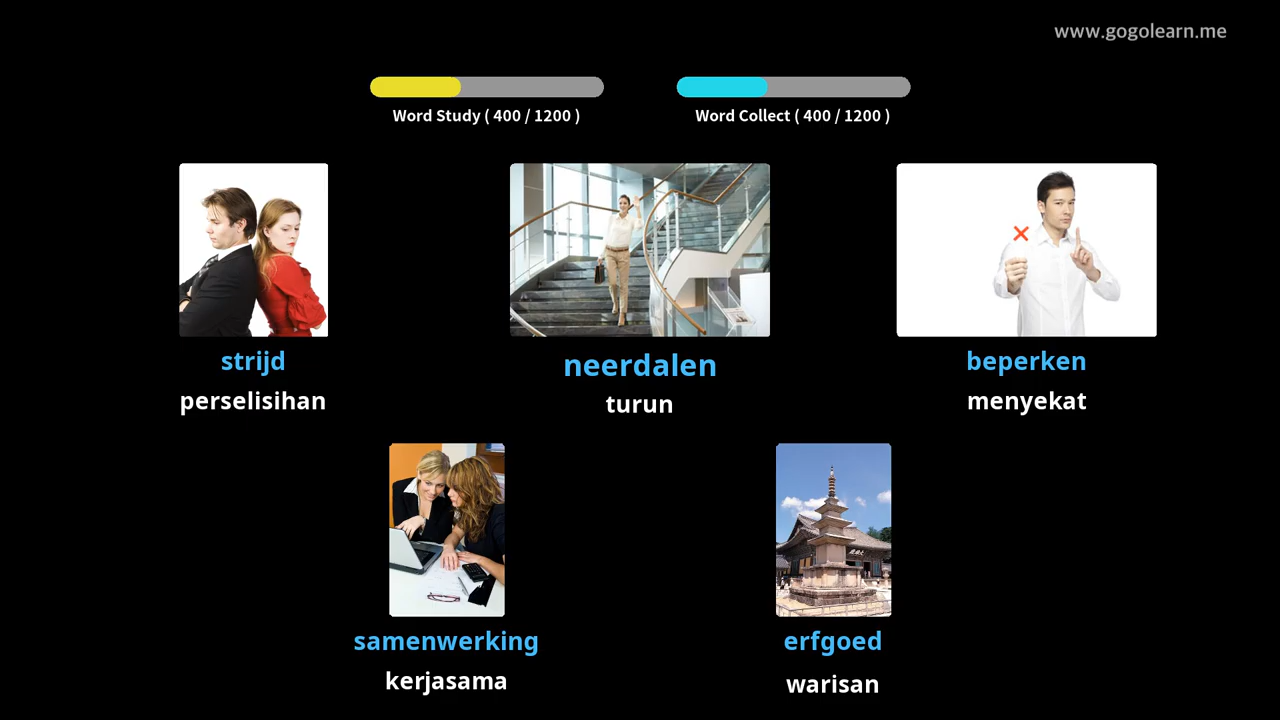 www.gogolearn.me
Word Study ( 400 / 1200 )
Word Collect ( 400 / 1200 )
strijd
perselisihan
neerdalen
turun
beperken
menyekat
samenwerking
kerjasama
erfgoed
warisan